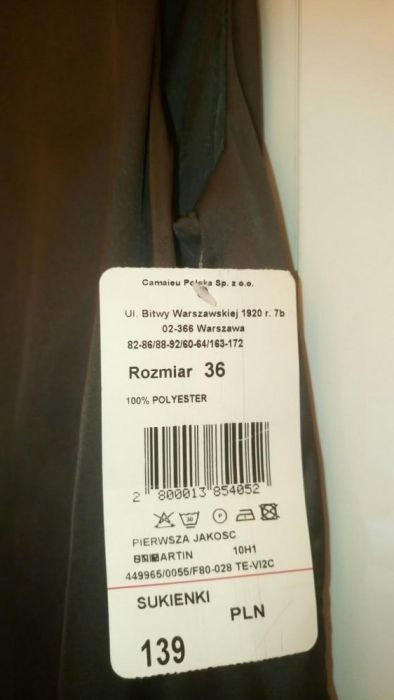 Camaieu Polska Sp. z o.o.
Ul. Bitwy Warszawskiej 1920 r. 7b
02-366 Warszawa
82-86/88-92/60-64/163-172
Rozmiar 36
100% POLYESTER
2 800013 854052
30 P
PIERWSZA JAKOSC
MARTIN 10H1
449965/0055/F80-028 TE-VI2C
SUKIENKI
PLN
139